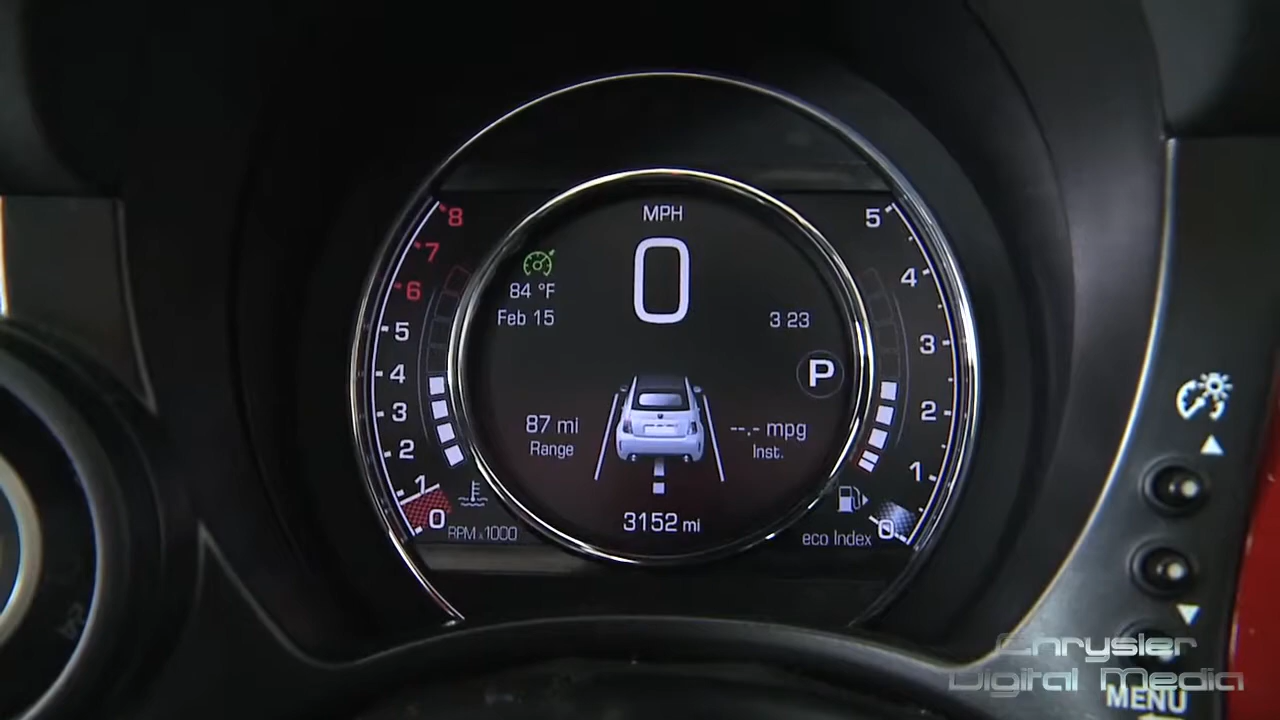 MPH
0
84 °F
Feb 15
3 23
P
87 mi
Range
--.- mpg
Inst.
3152 mi
8
7
6
5
4
3
2
1
0
RPM x1000
5
4
3
2
1
0
eco Index
MENU
Chrysler
Digital Media